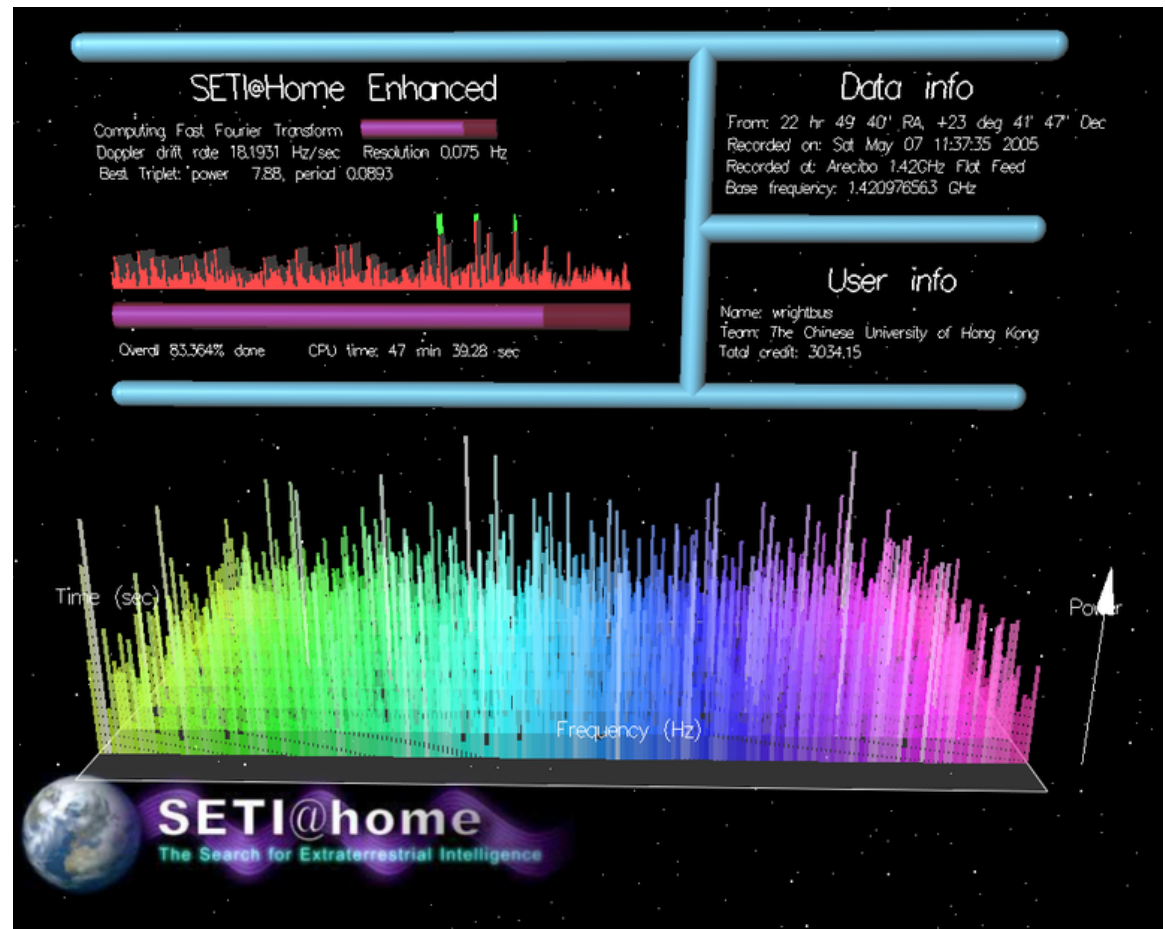 SETI@Home Enhanced
Computing Fast Fourier Transform
Doppler drift rate 18.1931 Hz/sec Resolution 0.075 Hz
Best Triplet: power 7.88, period 0.0893
Overall 83.364% done CPU time: 47 min 39.28 sec
Data info
From: 22 hr 49' 40" RA, +23 deg 41' 47" Dec
Recorded on: Sat May 07 11:37:35 2005
Recorded at: Arecibo 1.42GHz Flat Feed
Base frequency: 1.420976563 GHz
User info
Name: wrightbus
Team: The Chinese University of Hong Kong
Total credit: 3034.15
Time (sec)
Power
Frequency (Hz)
SETI@home
The Search for Extraterrestrial Intelligence